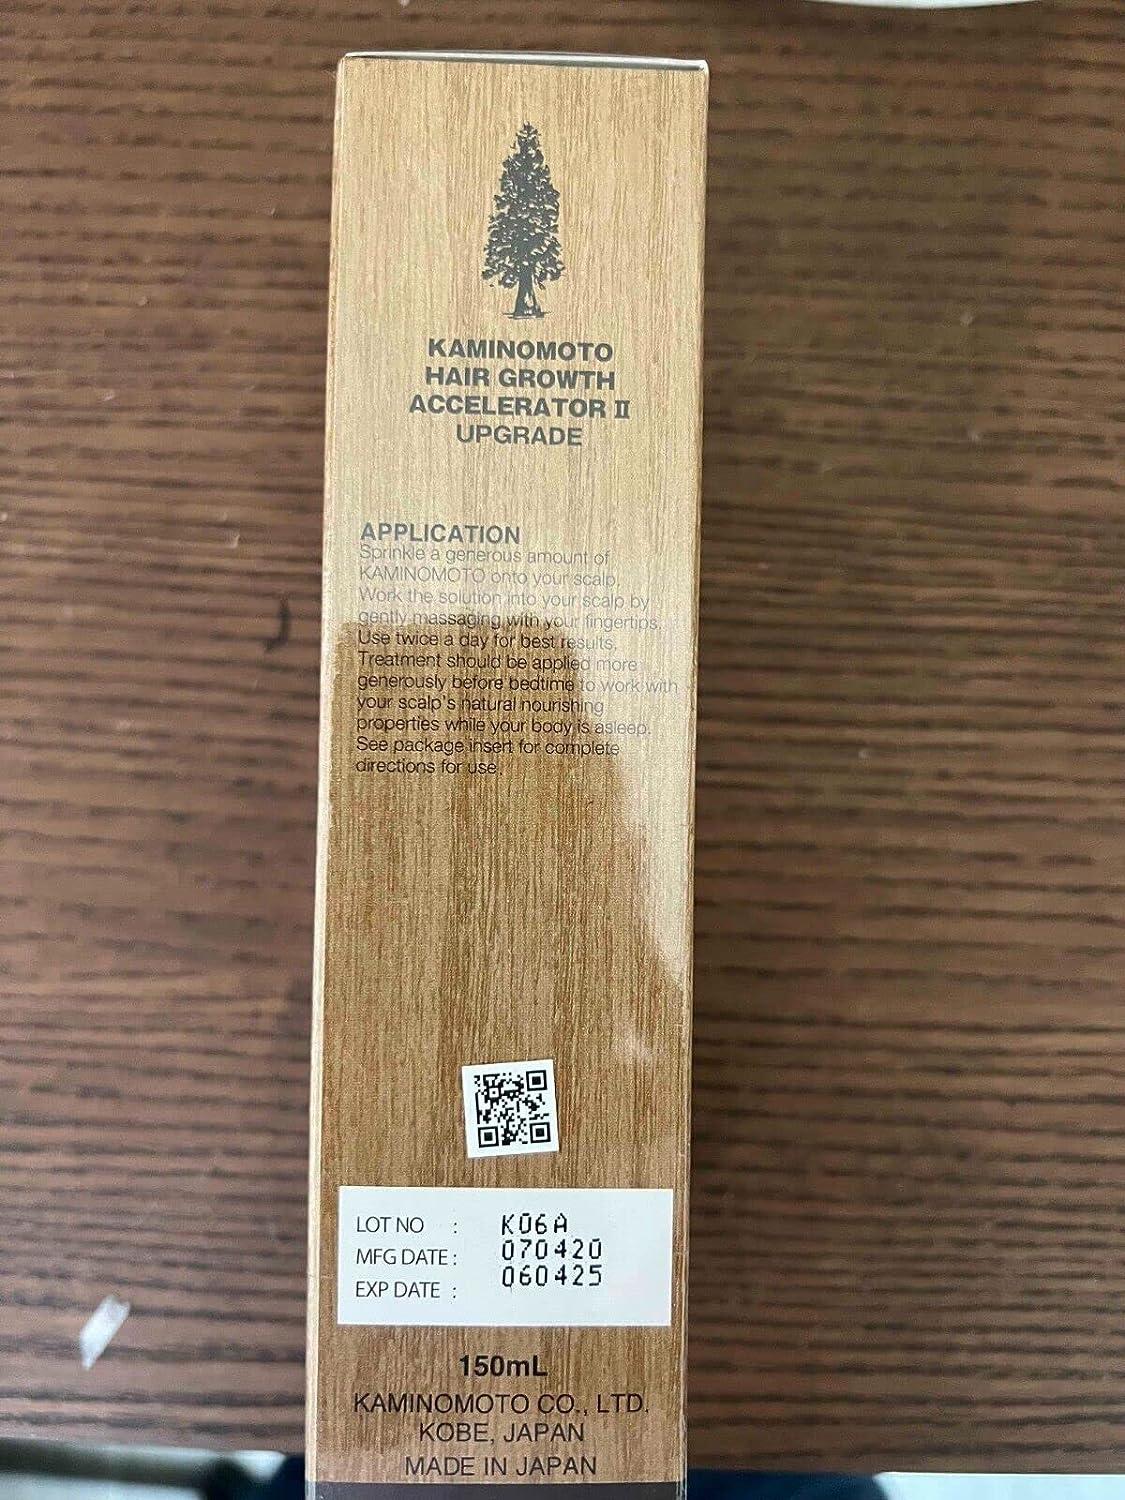 KAMINOMOTO
HAIR GROWTH
ACCELERATOR II
UPGRADE
APPLICATION
Sprinkle a generous amount of
KAMINOMOTO onto your scalp.
Work the solution into your scalp by
gently massaging with your fingertips.
Use twice a day for best results.
Treatment should be applied more
generously before bedtime to work with
your scalp's natural nourishing
properties while your body is asleep.
See package insert for complete
directions for use.
LOT NO : K06A
MFG DATE : 070420
EXP DATE : 060425
150mL
KAMINOMOTO CO., LTD.
KOBE, JAPAN
MADE IN JAPAN